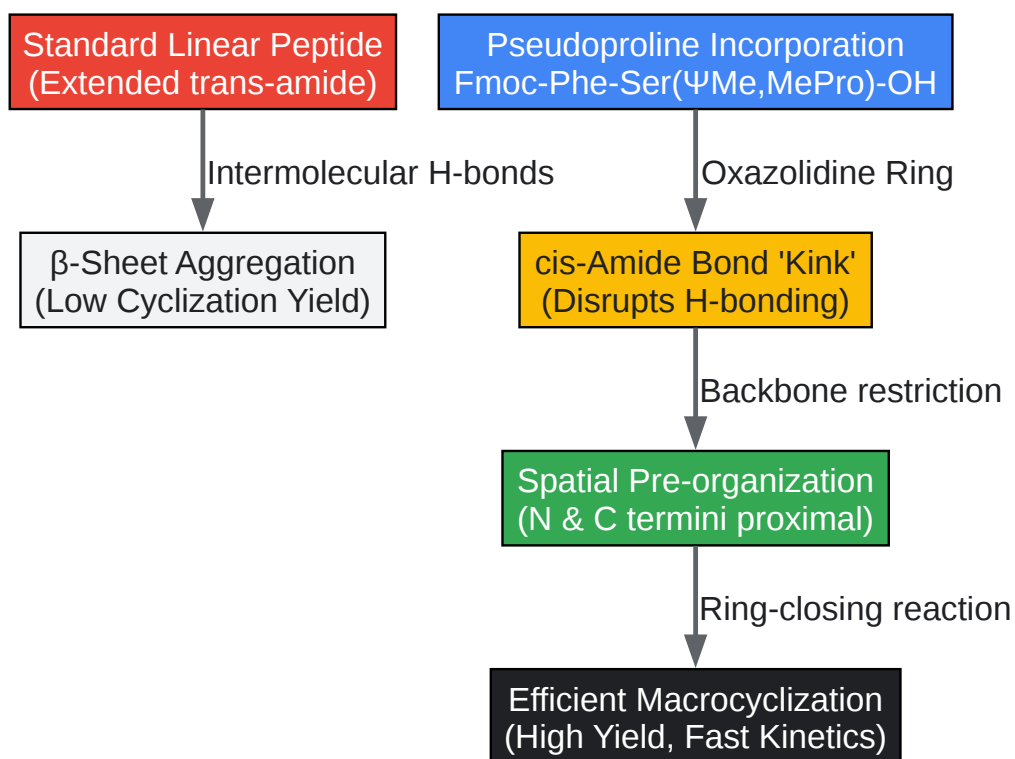 Standard Linear Peptide
(Extended trans-amide)
Pseudoproline Incorporation
Fmoc-Phe-Ser(ΨMe,MePro)-OH
Intermolecular H-bonds
Oxazolidine Ring
β-Sheet Aggregation
(Low Cyclization Yield)
cis-Amide Bond 'Kink'
(Disrupts H-bonding)
Backbone restriction
Spatial Pre-organization
(N & C termini proximal)
Ring-closing reaction
Efficient Macrocyclization
(High Yield, Fast Kinetics)